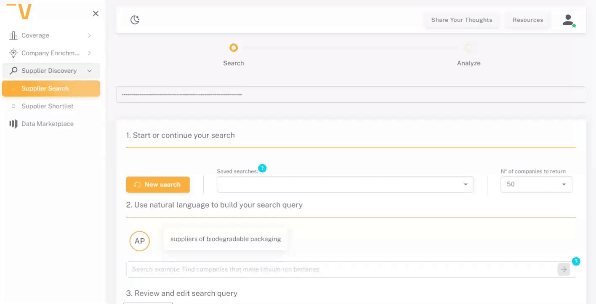 V
Share Your Thoughts
Resources
Coverage
Company Enrichm...
Supplier Discovery
Supplier Search
Supplier Shortlist
Data Marketplace
Search
Analyze
1. Start or continue your search
New search
Saved searches
N° of companies to return
50
2. Use natural language to build your search query
AP
suppliers of biodegradable packaging
Search example: Find companies that make lithium-ion batteries
3. Review and edit search query